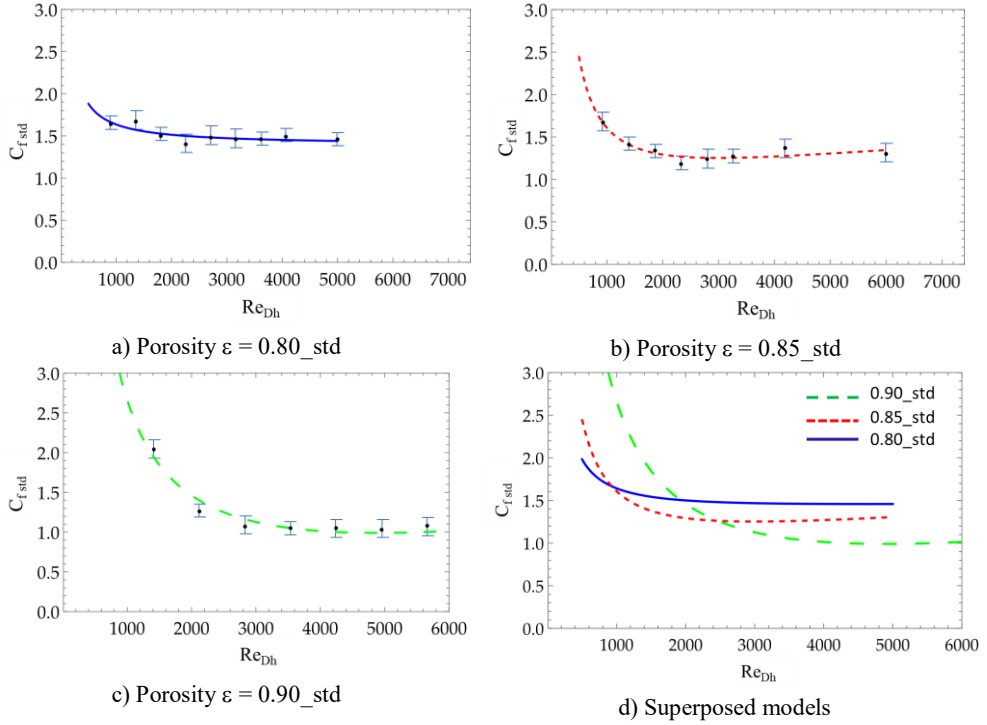 3.0
2.5
2.0
1.5
1.0
0.5
0.0
C_f std
1000 2000 3000 4000 5000 6000 7000
Re_Dh
a) Porosity ε = 0.80_std
3.0
2.5
2.0
1.5
1.0
0.5
0.0
C_f std
1000 2000 3000 4000 5000 6000 7000
Re_Dh
b) Porosity ε = 0.85_std
3.0
2.5
2.0
1.5
1.0
0.5
0.0
C_f std
1000 2000 3000 4000 5000 6000
Re_Dh
c) Porosity ε = 0.90_std
3.0
2.5
2.0
1.5
1.0
0.5
0.0
C_f std
0.90_std
0.85_std
0.80_std
1000 2000 3000 4000 5000 6000
Re_Dh
d) Superposed models